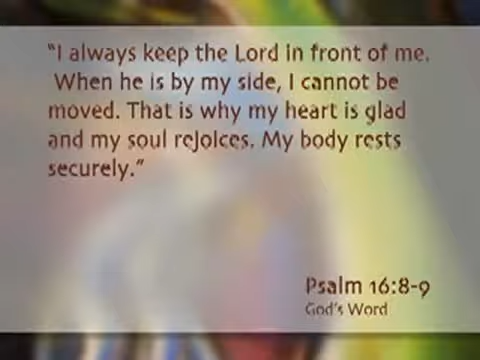 “I always keep the Lord in front of me.
When he is by my side, I cannot be
moved. That is why my heart is glad
and my soul rejoices. My body rests
securely.”
Psalm 16:8-9
God's Word